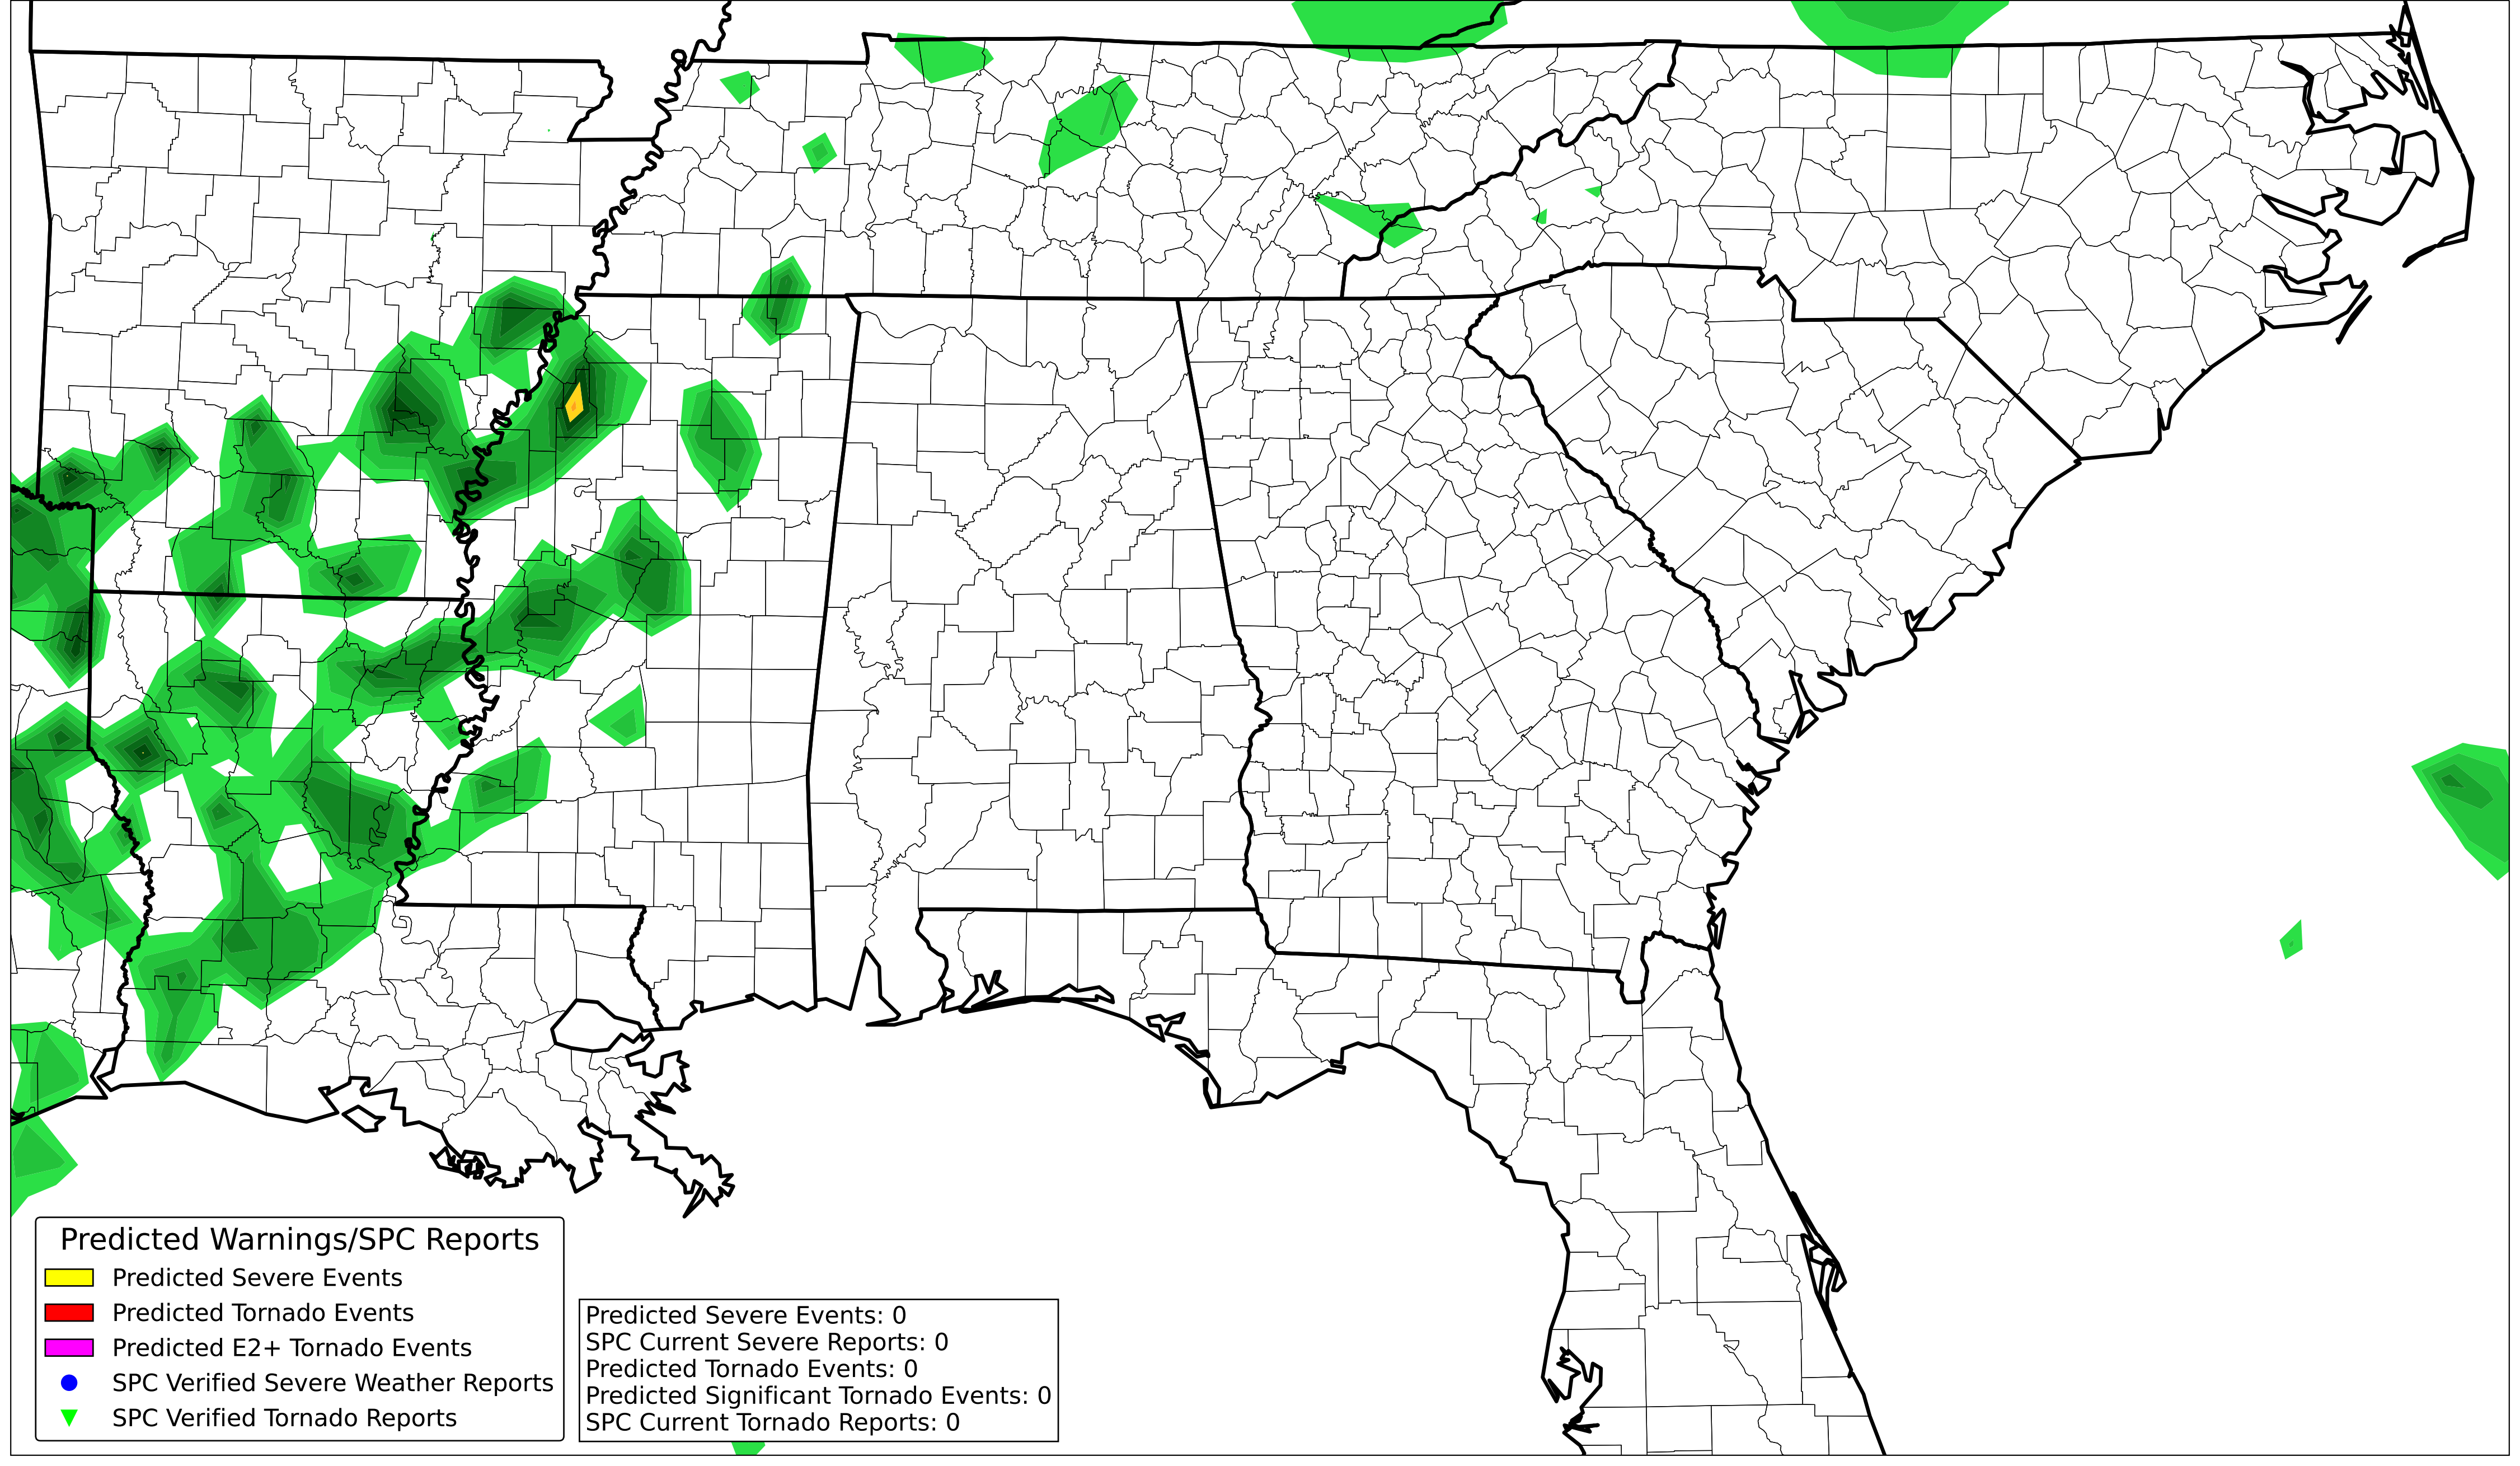 Predicted Warnings/SPC Reports
Predicted Severe Events
Predicted Tornado Events
Predicted E2+ Tornado Events
SPC Verified Severe Weather Reports
SPC Verified Tornado Reports
Predicted Severe Events: 0
SPC Current Severe Reports: 0
Predicted Tornado Events: 0
Predicted Significant Tornado Events: 0
SPC Current Tornado Reports: 0